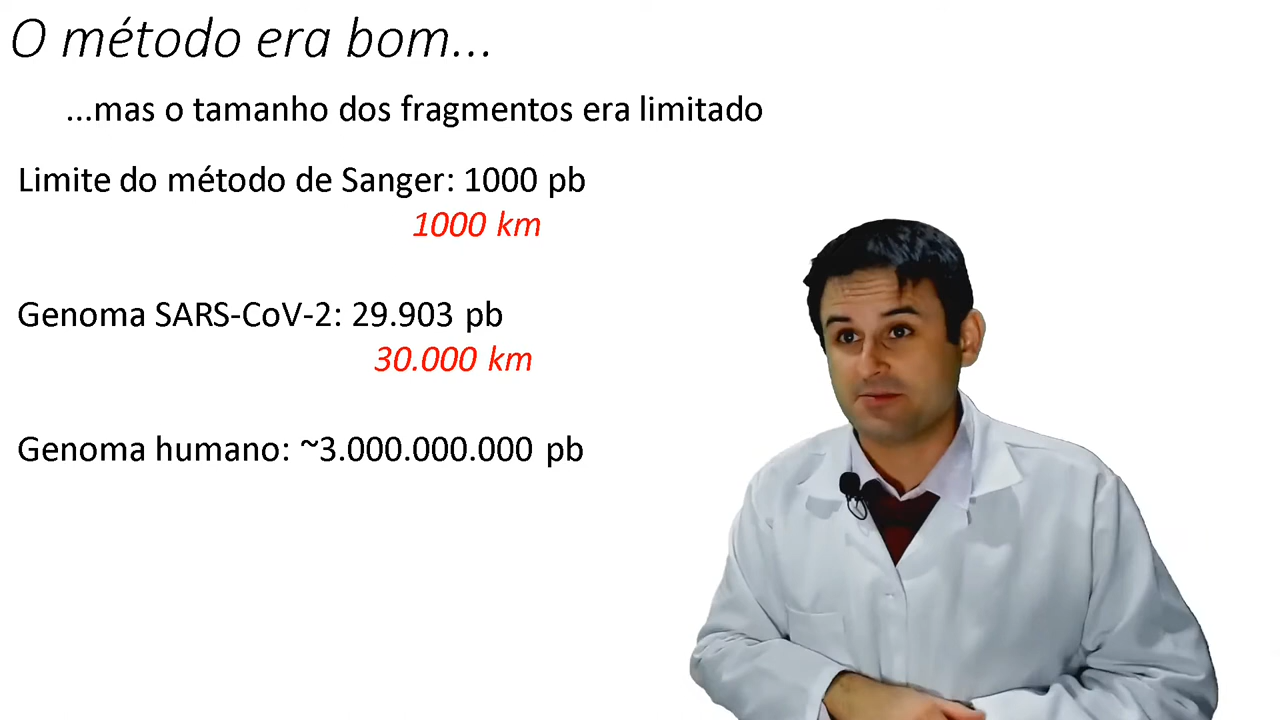 O método era bom...
...mas o tamanho dos fragmentos era limitado
Limite do método de Sanger: 1000 pb
1000 km
Genoma SARS-CoV-2: 29.903 pb
30.000 km
Genoma humano: ~3.000.000.000 pb